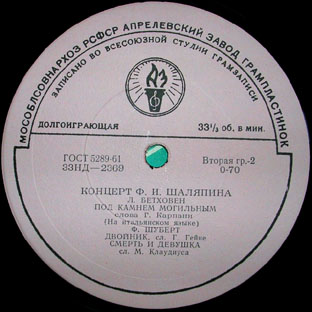 МОСОБЛСОВНАРХОЗ РСФСР АПРЕЛЕВСКИЙ ЗАВОД ГРАМПЛАСТИНОК
ЗАПИСАНО ВО ВСЕСОЮЗНОЙ СТУДИИ ГРАМЗАПИСИ
ДОЛГОИГРАЮЩАЯ 33⅓ об. в мин.
ГОСТ 5289-61 Вторая гр.-2
33НД—2369 0-70
КОНЦЕРТ Ф. И. ШАЛЯПИНА
Л. БЕТХОВЕН
ПОД КАМНЕМ МОГИЛЬНЫМ
слова Г. Карпани
(На итальянском языке)
Ф. ШУБЕРТ
ДВОЙНИК, сл. Г. Гейне
СМЕРТЬ И ДЕВУШКА
сл. М. Клаудиуса